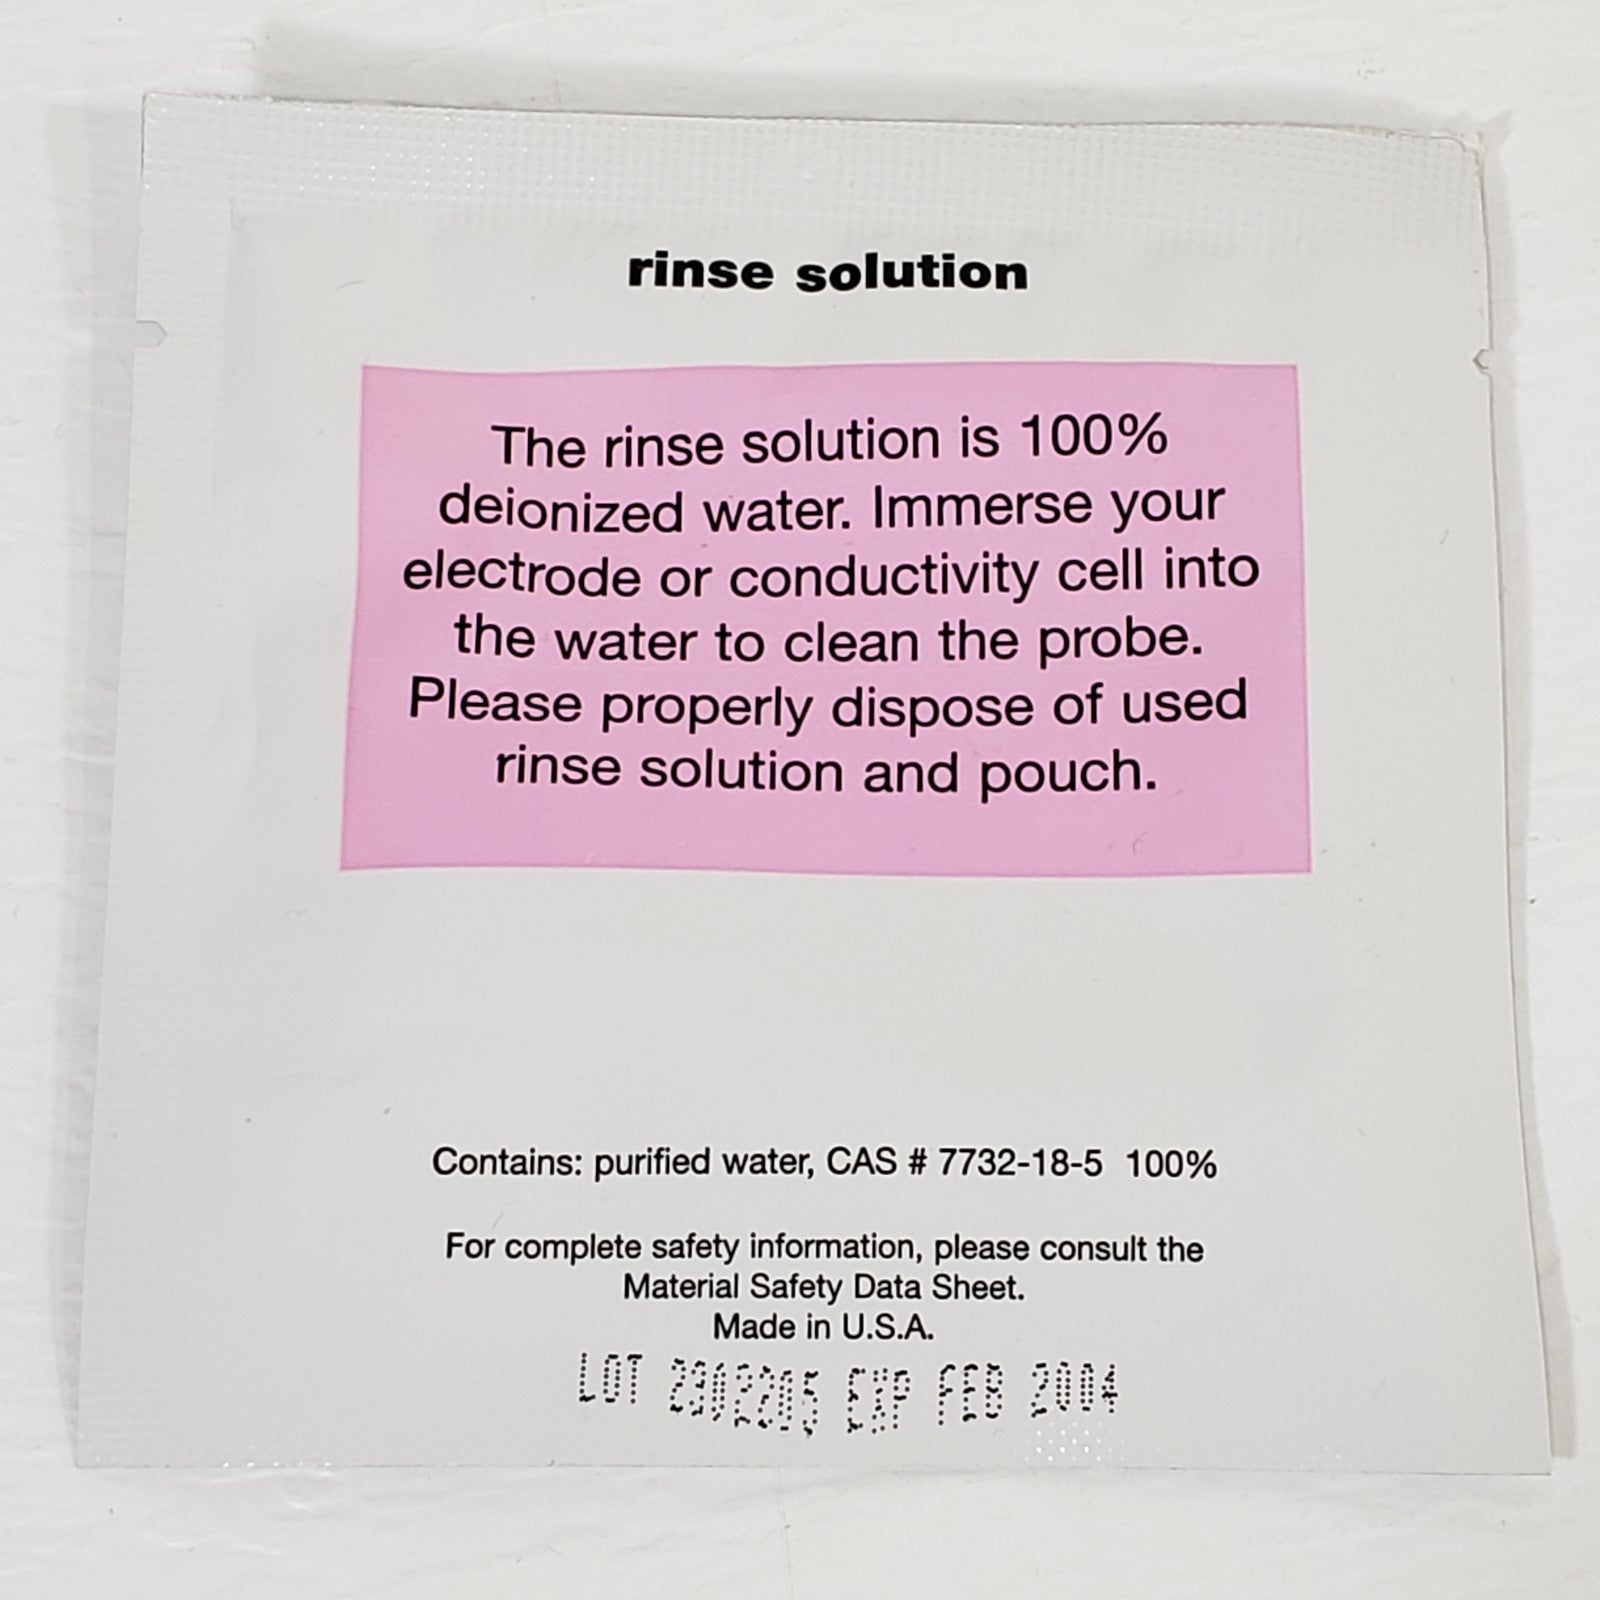 rinse solution
The rinse solution is 100%
deionized water. Immerse your
electrode or conductivity cell into
the water to clean the probe.
Please properly dispose of used
rinse solution and pouch.
Contains: purified water, CAS # 7732-18-5 100%
For complete safety information, please consult the
Material Safety Data Sheet.
Made in U.S.A.
LOT 2302205 EXP FEB 2004